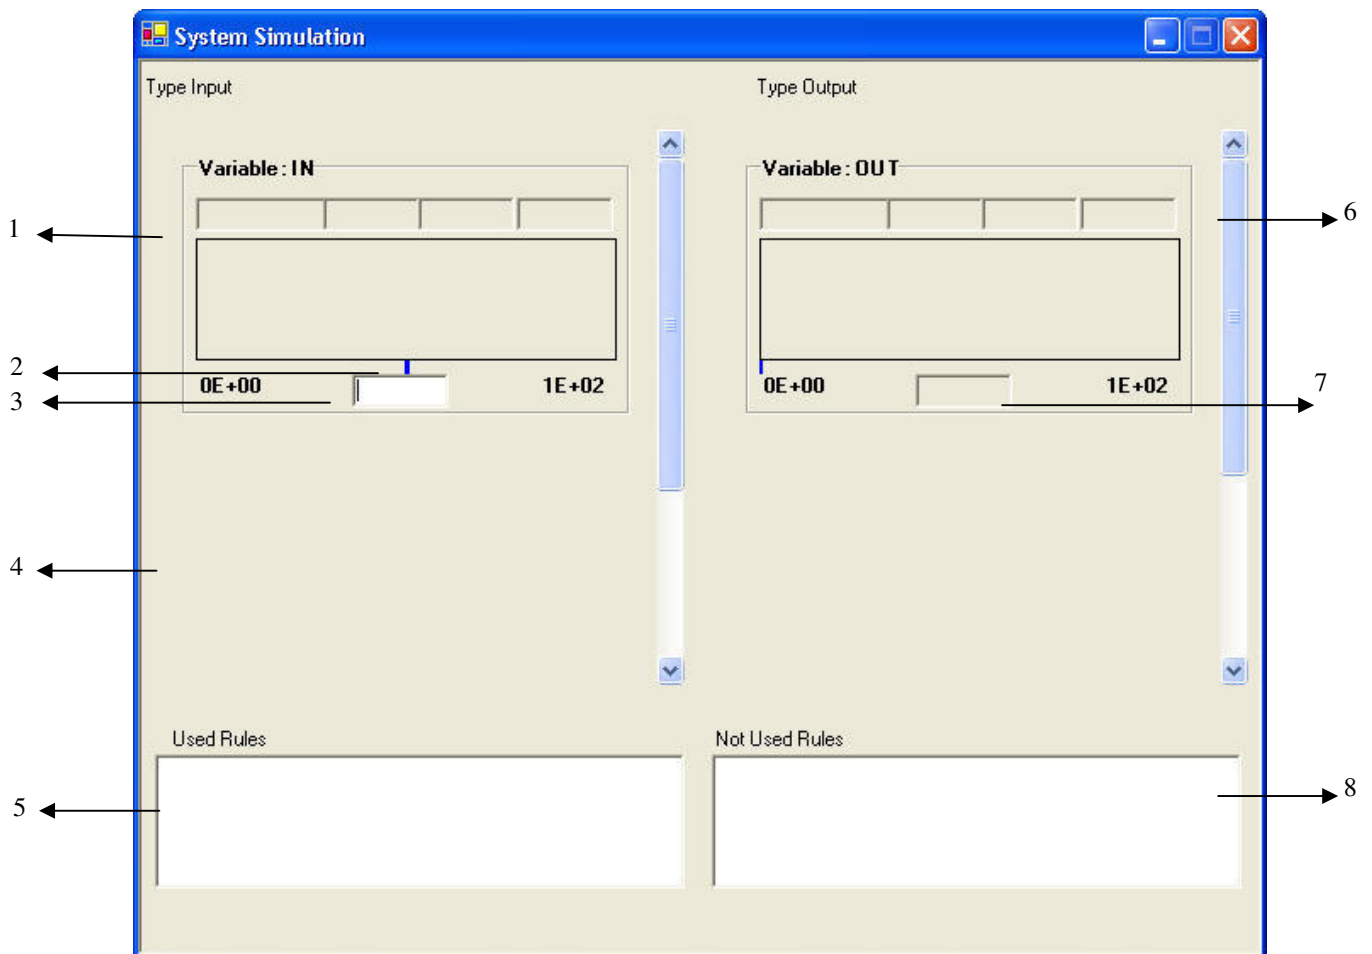 System Simulation
Type Input
Type Output
Variable : IN
Variable : OUT
1
6
2
0E+00
1E+02
0E+00
1E+02
3
7
4
Used Rules
Not Used Rules
5
8